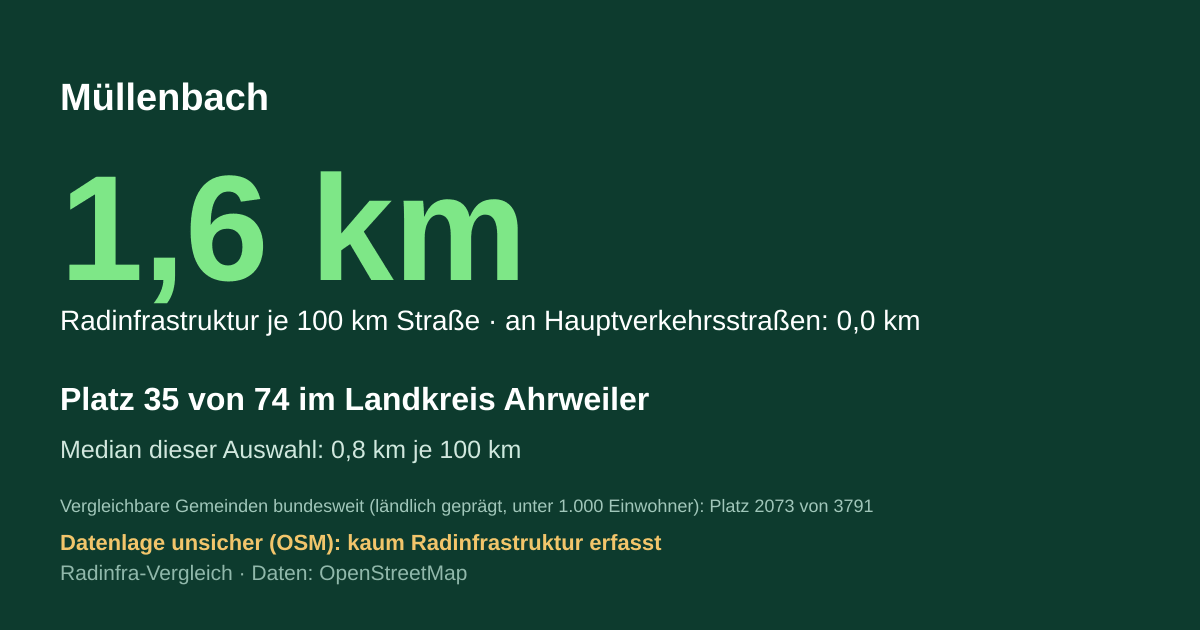 Müllenbach
1,6 km
Radinfrastruktur je 100 km Straße · an Hauptverkehrsstraßen: 0,0 km
Platz 35 von 74 im Landkreis Ahrweiler
Median dieser Auswahl: 0,8 km je 100 km
Vergleichbare Gemeinden bundesweit (ländlich geprägt, unter 1.000 Einwohner): Platz 2073 von 3791
Datenlage unsicher (OSM): kaum Radinfrastruktur erfasst
Radinfra-Vergleich · Daten: OpenStreetMap